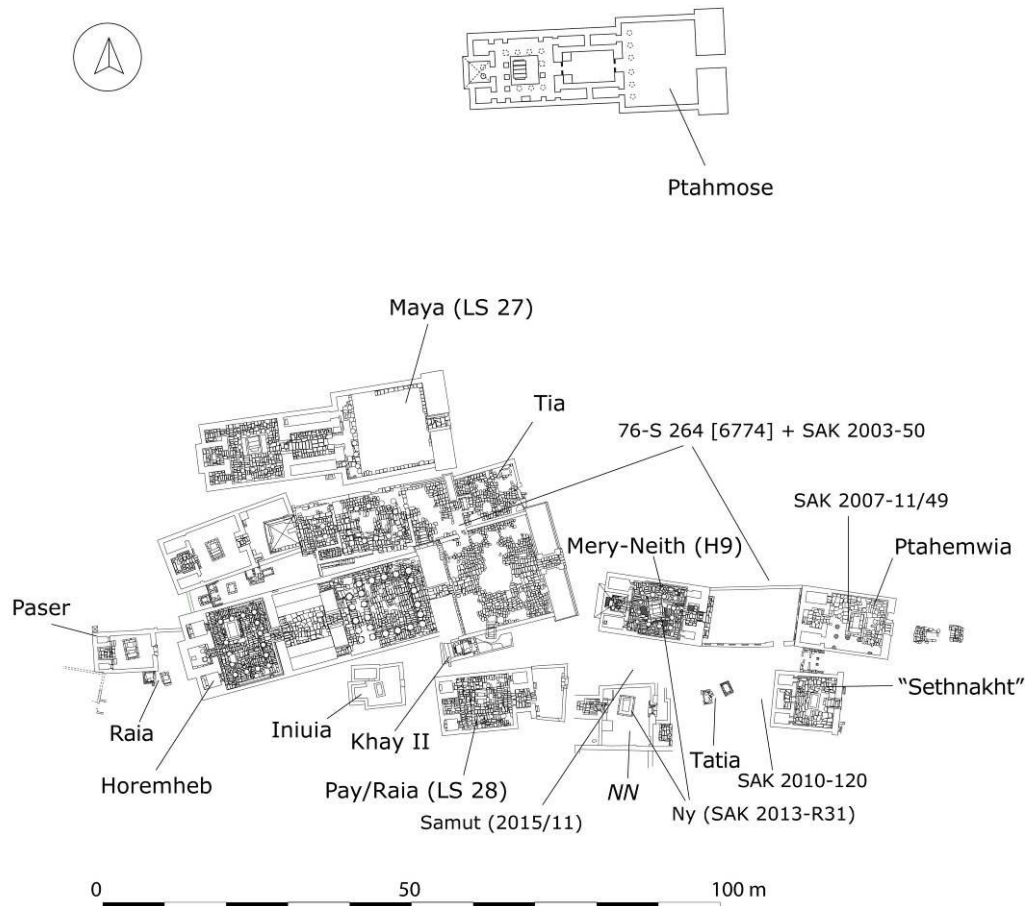 Ptahmose
Maya (LS 27)
Tia
76-S 264 [6774] + SAK 2003-50
SAK 2007-11/49
Mery-Neith (H9)
Ptahemwia
Paser
"Sethnakht"
Raia
Iniuia
Khay II
Tatia
Horemheb
Pay/Raia (LS 28)
NN
SAK 2010-120
Samut (2015/11)
Ny (SAK 2013-R31)
0 50 100 m